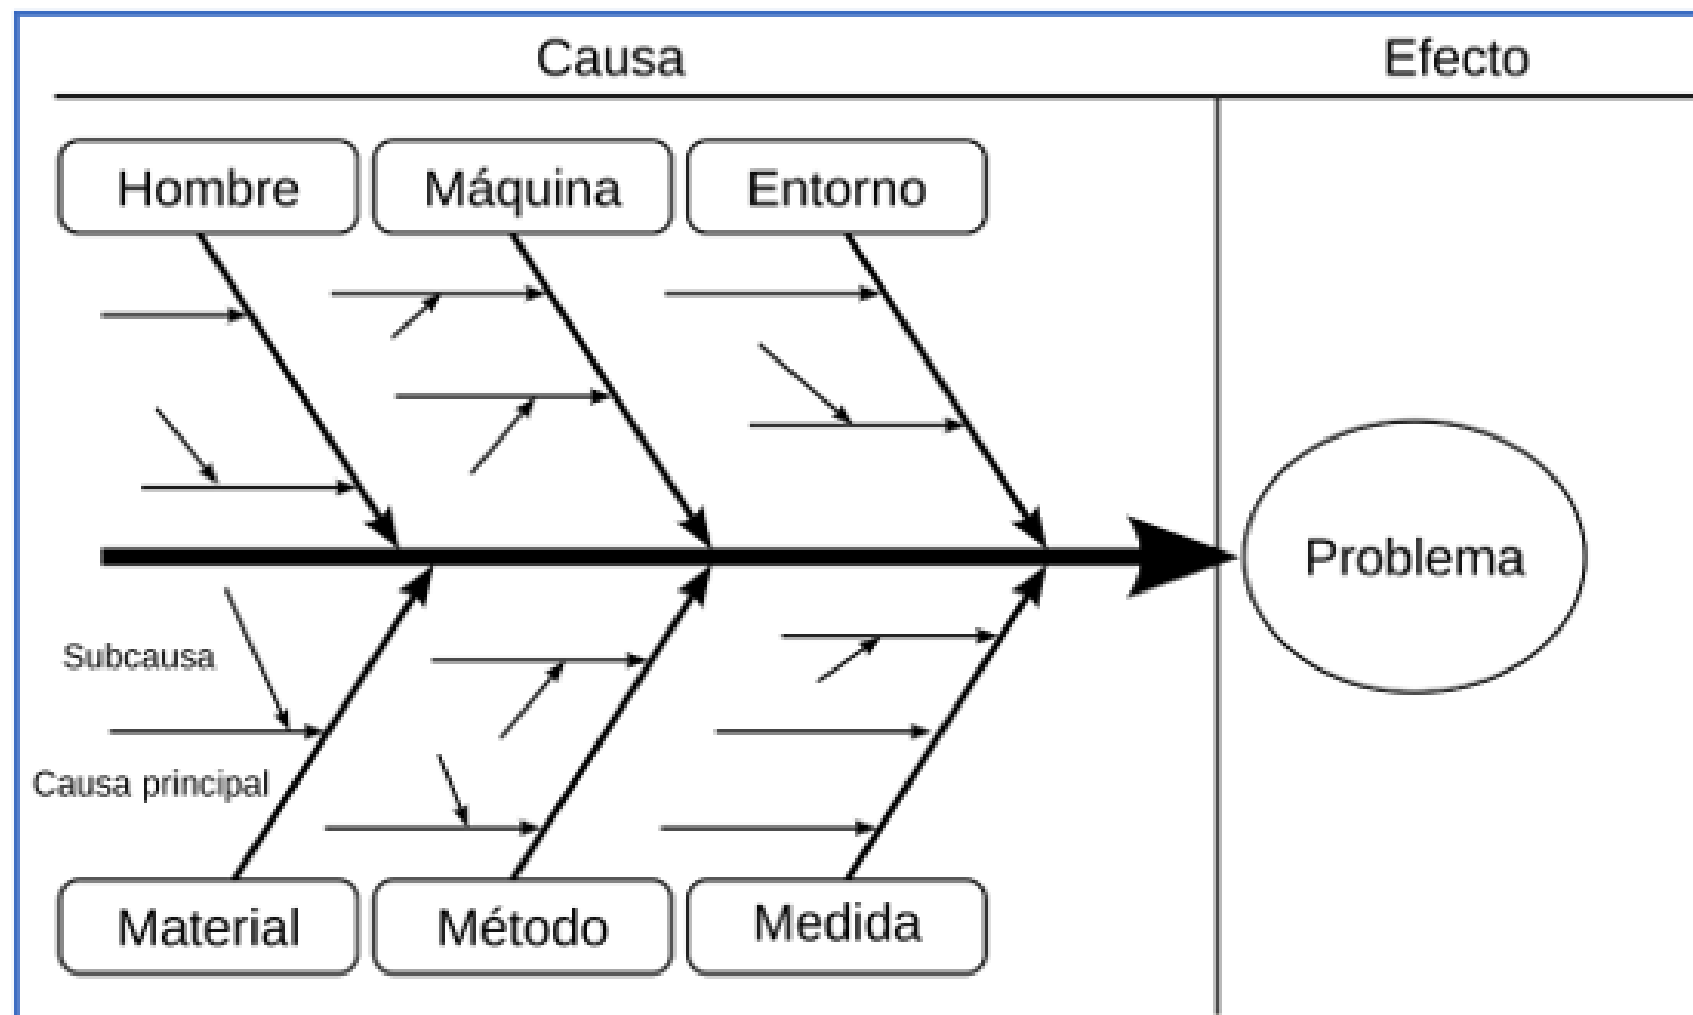 Causa
Efecto
Hombre
Máquina
Entorno
Problema
Subcausa
Causa principal
Material
Método
Medida